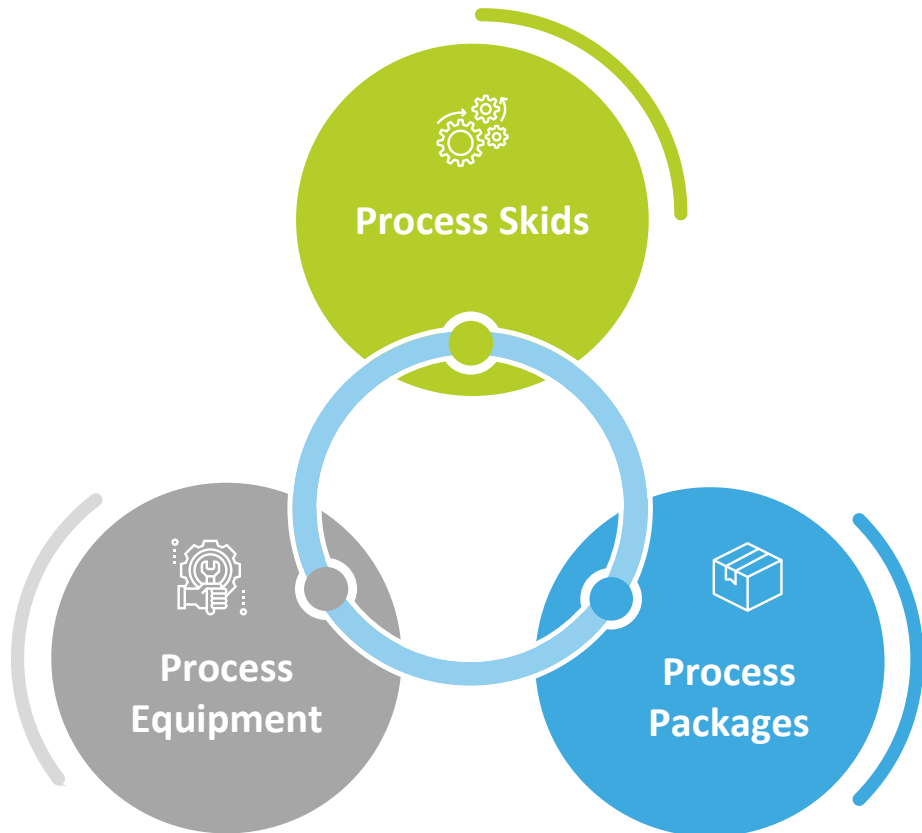 Process Skids
Process
Equipment
Process
Packages